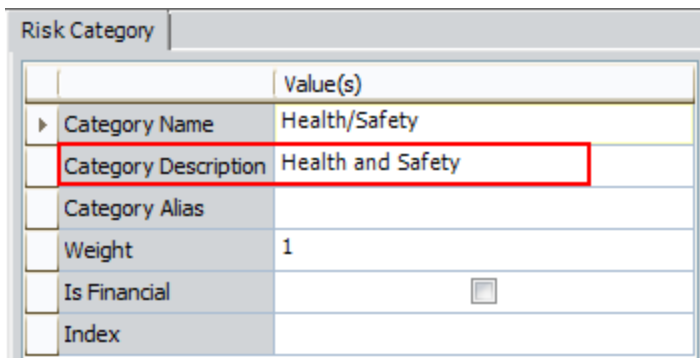 Risk Category
Value(s)
Category Name Health/Safety
Category Description Health and Safety
Category Alias
Weight 1
Is Financial
Index